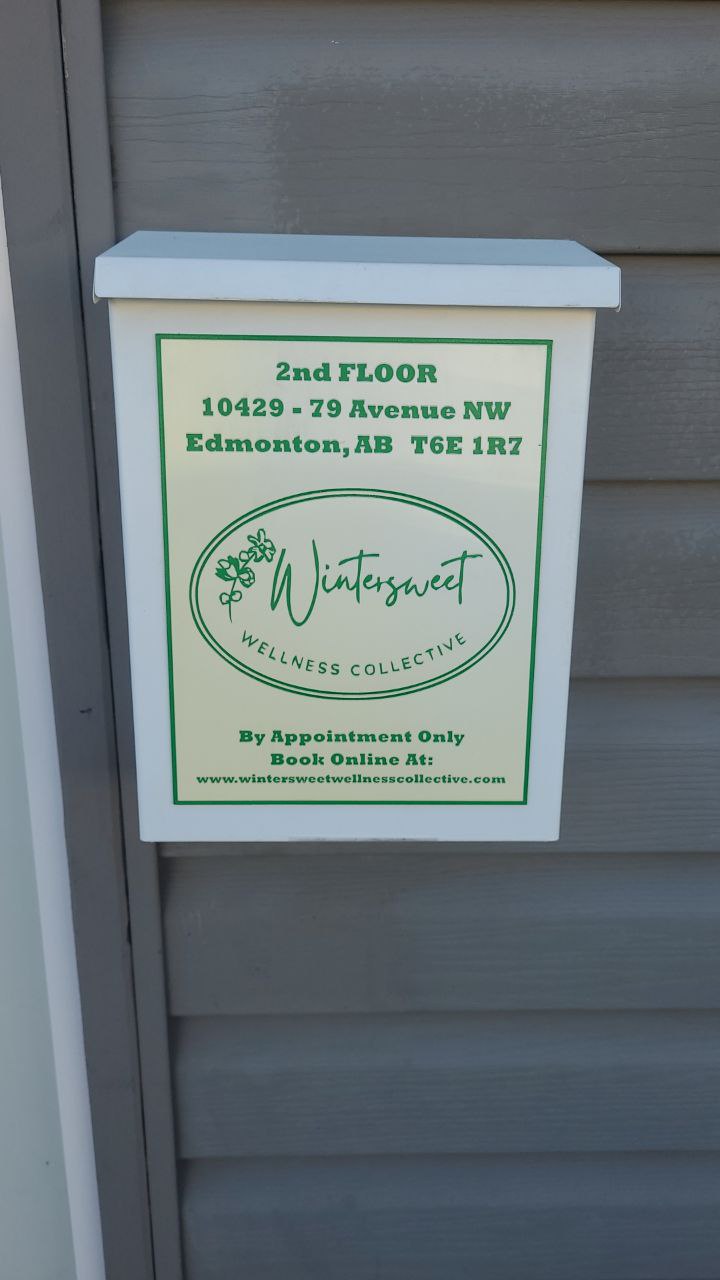 2nd FLOOR
10429 - 79 Avenue NW
Edmonton, AB T6E 1R7
Wintersweet
WELLNESS COLLECTIVE
By Appointment Only
Book Online At:
www.wintersweetwellnesscollective.com